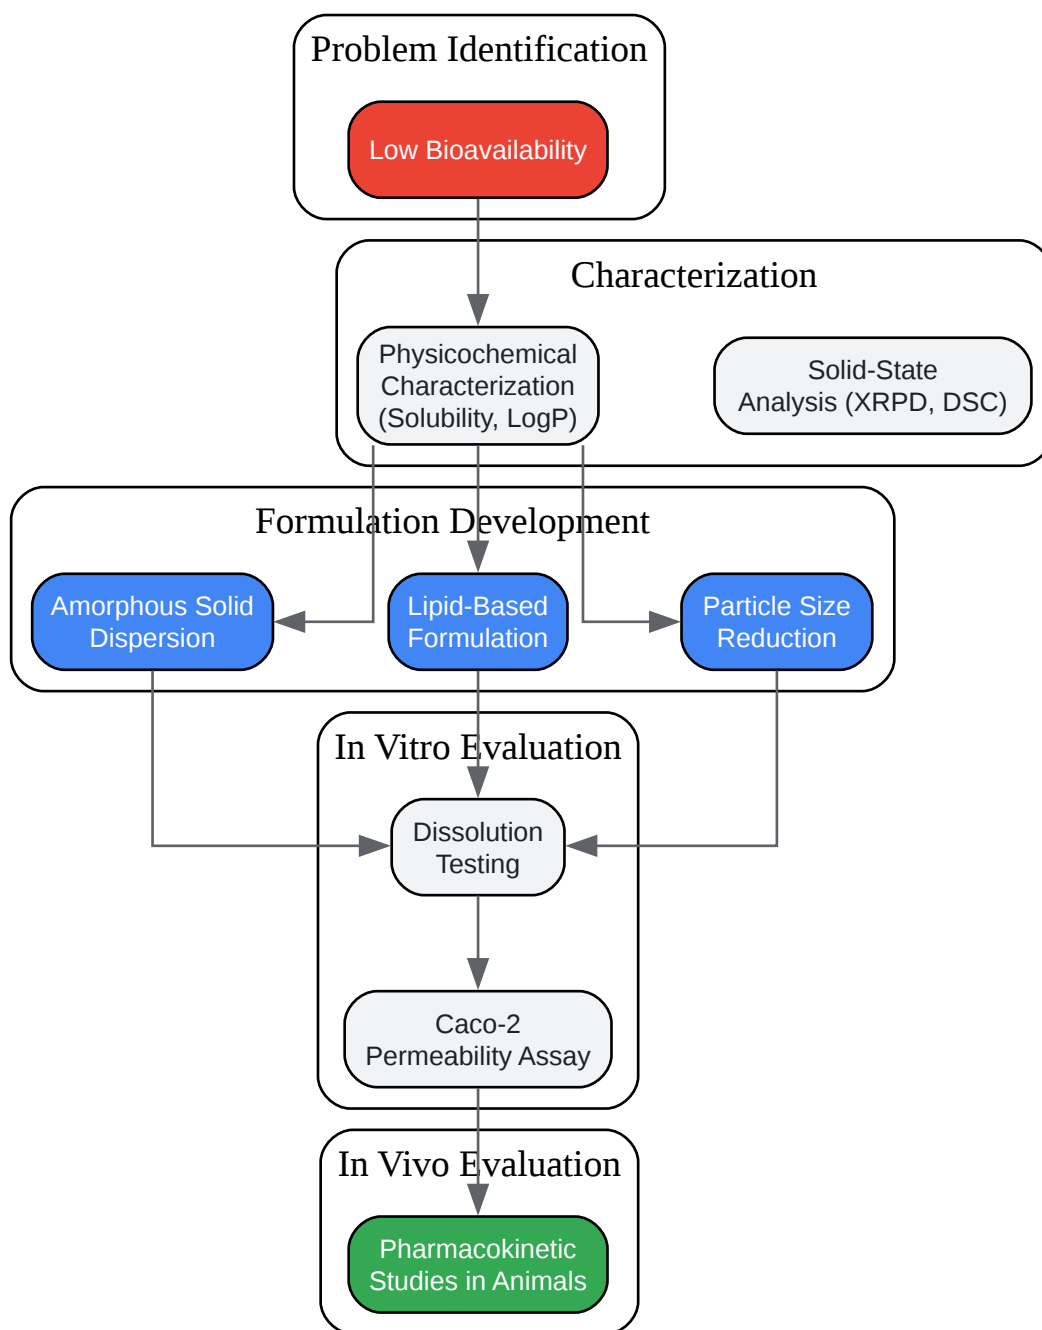 Problem Identification
Low Bioavailability
Characterization
Physicochemical
Characterization
(Solubility, LogP)
Solid-State
Analysis (XRPD, DSC)
Formulation Development
Amorphous Solid
Dispersion
Lipid-Based
Formulation
Particle Size
Reduction
In Vitro Evaluation
Dissolution
Testing
Caco-2
Permeability Assay
In Vivo Evaluation
Pharmacokinetic
Studies in Animals